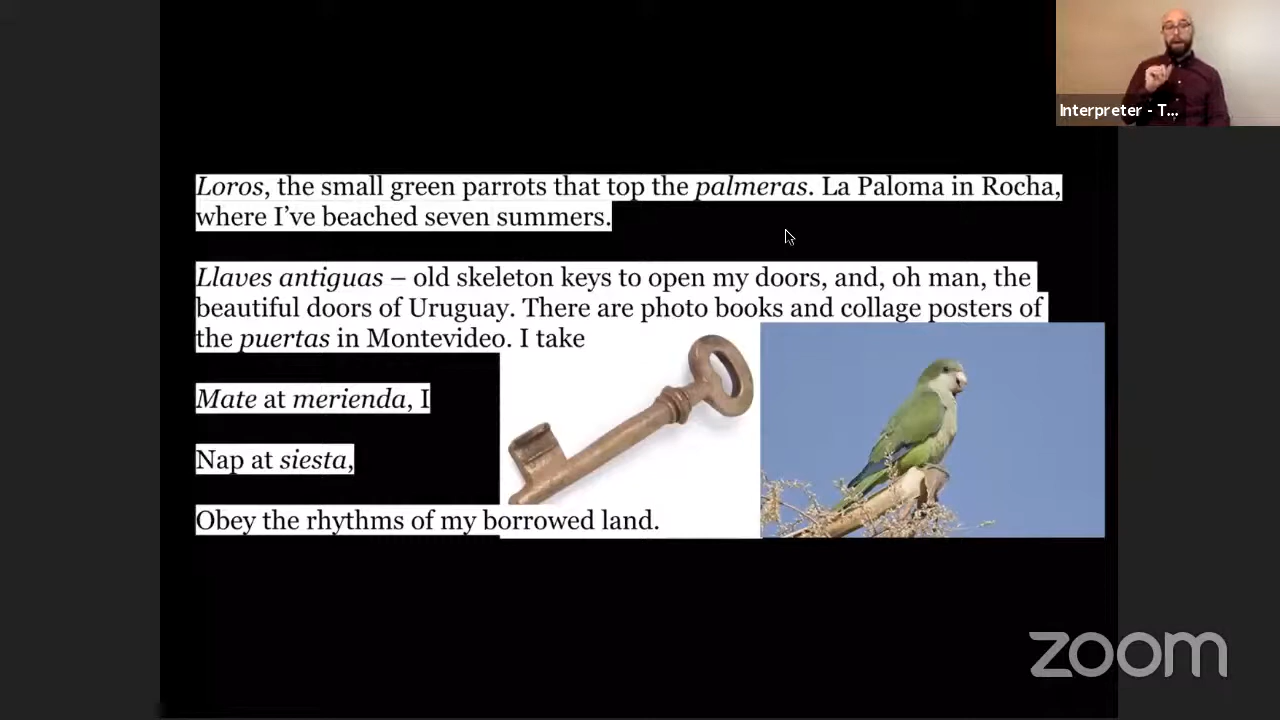 Interpreter - T...
Loros, the small green parrots that top the palmeras. La Paloma in Rocha,
where I’ve beached seven summers.
Llaves antiguas – old skeleton keys to open my doors, and, oh man, the
beautiful doors of Uruguay. There are photo books and collage posters of
the puertas in Montevideo. I take
Mate at merienda, I
Nap at siesta,
Obey the rhythms of my borrowed land.
zoom